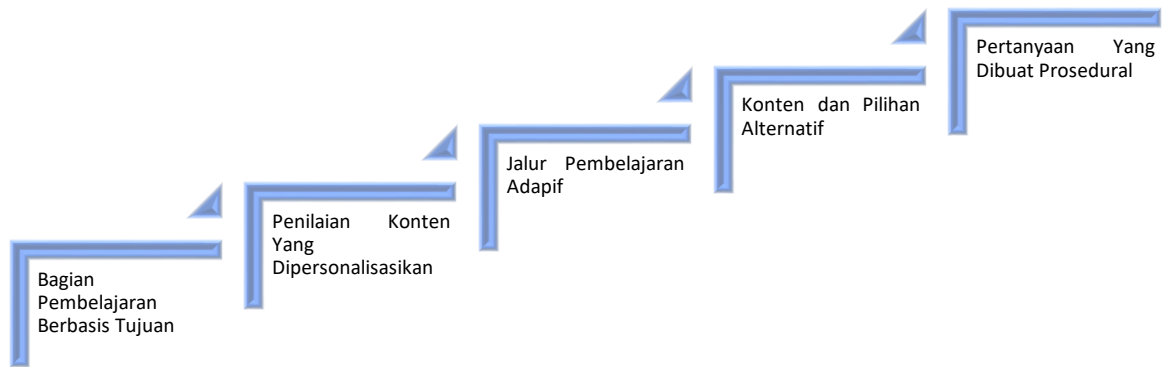 Bagian
Pembelajaran
Berbasis Tujuan
Penilaian Konten
Yang
Dipersonalisasikan
Jalur Pembelajaran
Adapif
Konten dan Pilihan
Alternatif
Pertanyaan Yang
Dibuat Prosedural